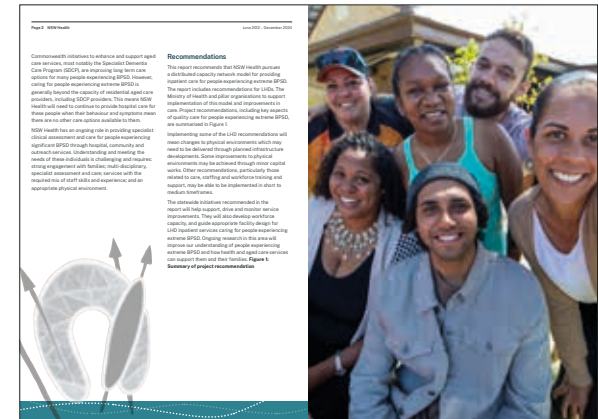 Page 2 NSW Health
June 2022 - December 2024
Commonwealth initiatives to enhance and support aged
care services, most notably the Specialist Dementia
Care Program (SDCP), are improving long term care
options for many people experiencing BPSD. However,
caring for people experiencing extreme BPSD is
generally beyond the capacity of residential aged care
providers, including SDCP providers. This means NSW
Health will need to continue to provide hospital care for
these people when their behaviour and symptoms mean
there are no other care options available to them.
NSW Health has an ongoing role in providing specialist
clinical assessment and care for people experiencing
significant BPSD through hospital, community and
outreach services. Understanding and meeting the
needs of these individuals is challenging and requires:
strong engagement with families; multi-disciplinary,
specialist assessment and care; services with the
required mix of staff skills and experience; and an
appropriate physical environment.
Recommendations
This report recommends that NSW Health pursues
a distributed capacity network model for providing
inpatient care for people experiencing extreme BPSD.
The report includes recommendations for LHDs. The
Ministry of Health and pillar organisations to support
implementation of this model and improvements in
care. Project recommendations, including key aspects
of quality care for people experiencing extreme BPSD,
are summarised in Figure 1.
Implementing some of the LHD recommendations will
mean changes to physical environments which may
need to be delivered through planned infrastructure
developments. Some improvements to physical
environments may be achieved through minor capital
works. Other recommendations, particularly those
related to care, staffing and workforce training and
support, may be able to be implemented in short to
medium timeframes.
The statewide initiatives recommended in the
report will help support, drive and monitor service
improvements. They will also develop workforce
capacity, and guide appropriate facility design for
LHD inpatient services caring for people experiencing
extreme BPSD. Ongoing research in this area will
improve our understanding of people experiencing
extreme BPSD and how health and aged care services
can support them and their families. Figure 1:
Summary of project recommendation